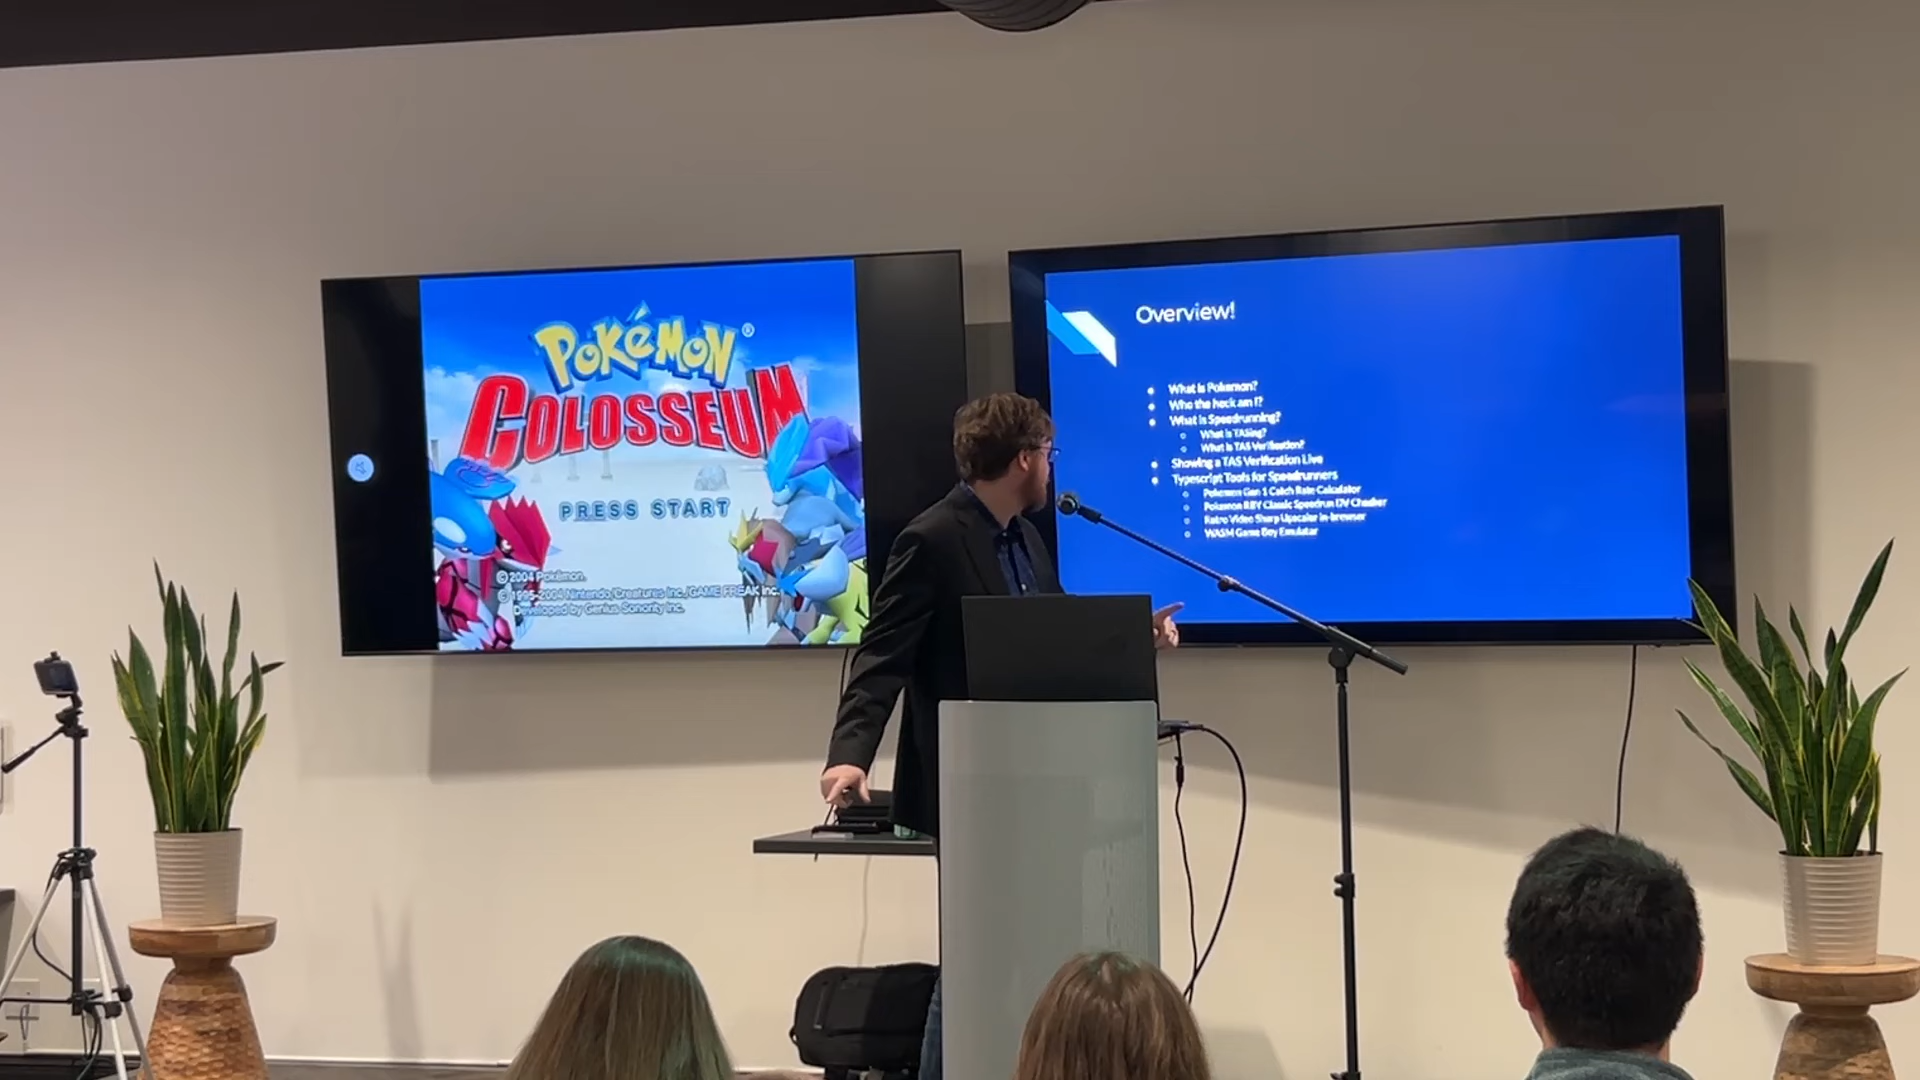 POKéMON®
COLOSSEUM
PRESS START
©2004 Pokémon.
©1995-2004 Nintendo/Creatures Inc./GAME FREAK inc.
Developed by Genius Sonority Inc.
Overview!
What is Pokemon?
Who the heck am I?
What is Speedrunning?
What is TASing?
What is TAS Verification?
Showing a TAS Verification Live
Typescript Tools for Speedrunners
Pokemon Gen 1 Catch Rate Calculator
Pokemon RBY Classic Speedrun DV Checker
Retro Video Sharp Upscaler in-browser
WASM Game Boy Emulator